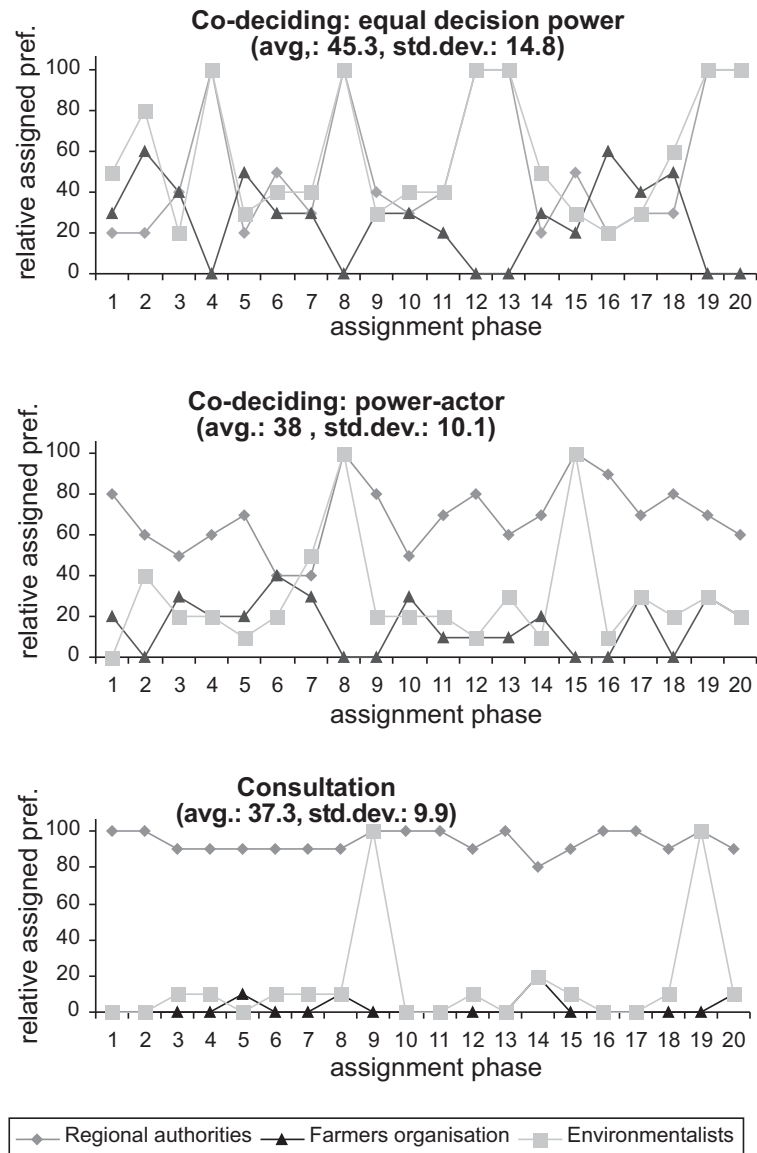 Co-deciding: equal decision power
(avg,: 45.3, std.dev.: 14.8)
relative assigned pref.
100
80
60
40
20
0
1 2 3 4 5 6 7 8 9 10 11 12 13 14 15 16 17 18 19 20
assignment phase
Co-deciding: power-actor
(avg.: 38 , std.dev.: 10.1)
relative assigned pref.
100
80
60
40
20
0
1 2 3 4 5 6 7 8 9 10 11 12 13 14 15 16 17 18 19 20
assignment phase
Consultation
(avg.: 37.3, std.dev.: 9.9)
relative assigned pref.
100
80
60
40
20
0
1 2 3 4 5 6 7 8 9 10 11 12 13 14 15 16 17 18 19 20
assignment phase
Regional authorities Farmers organisation Environmentalists